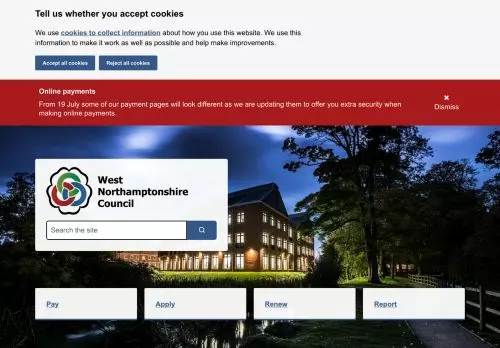 Tell us whether you accept cookies
We use cookies to collect information about how you use this website. We use this
information to make it work as well as possible and help make improvements.
Accept all cookies
Reject all cookies
Online payments
From 19 July some of our payment pages will look different as we are updating them to offer you extra security when
making online payments.
× Dismiss
West
Northamptonshire
Council
Search the site
Pay
Apply
Renew
Report